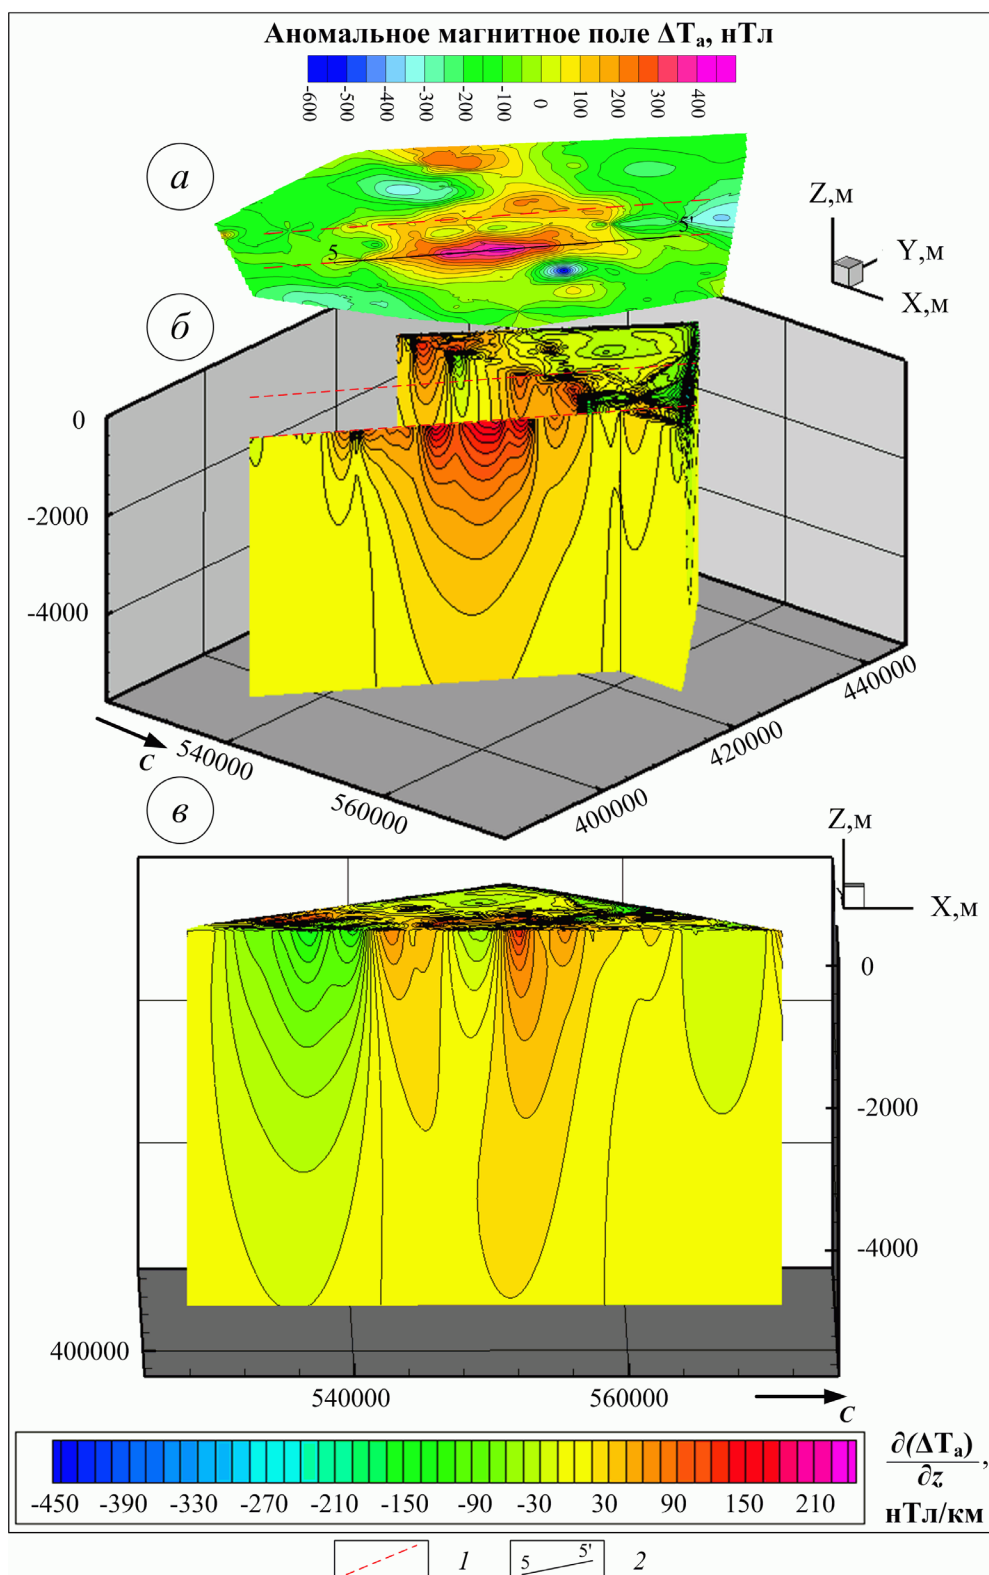 Аномальное магнитное поле ΔTа, нТл
-600 -500 -400 -300 -200 -100 0 100 200 300 400
а
5 5'
Z,м
Y,м
X,м
б
0
-2000
-4000
с
540000
560000
400000
420000
440000
в
Z,м
X,м
0
-2000
-4000
400000
540000 560000
с
-450 -390 -330 -270 -210 -150 -90 -30 30 90 150 210
∂(ΔTа)
∂z ,
нТл/км
1
5 5'
2